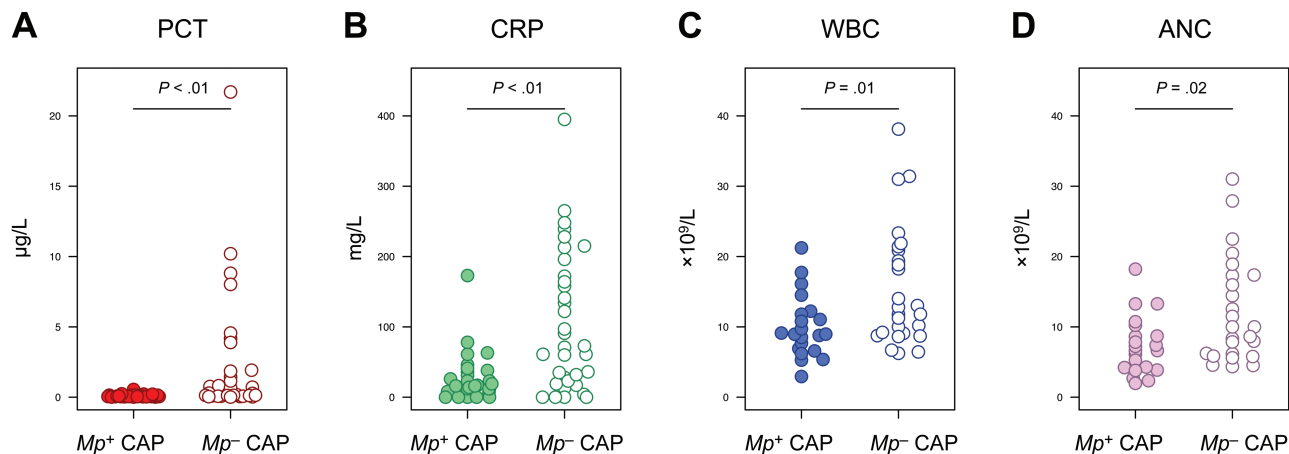 A PCT
P < .01
µg/L
20
15
10
5
0
Mp⁺ CAP Mp⁻ CAP
B CRP
P < .01
mg/L
400
300
200
100
0
Mp⁺ CAP Mp⁻ CAP
C WBC
P = .01
×10⁹/L
40
30
20
10
0
Mp⁺ CAP Mp⁻ CAP
D ANC
P = .02
×10⁹/L
40
30
20
10
0
Mp⁺ CAP Mp⁻ CAP